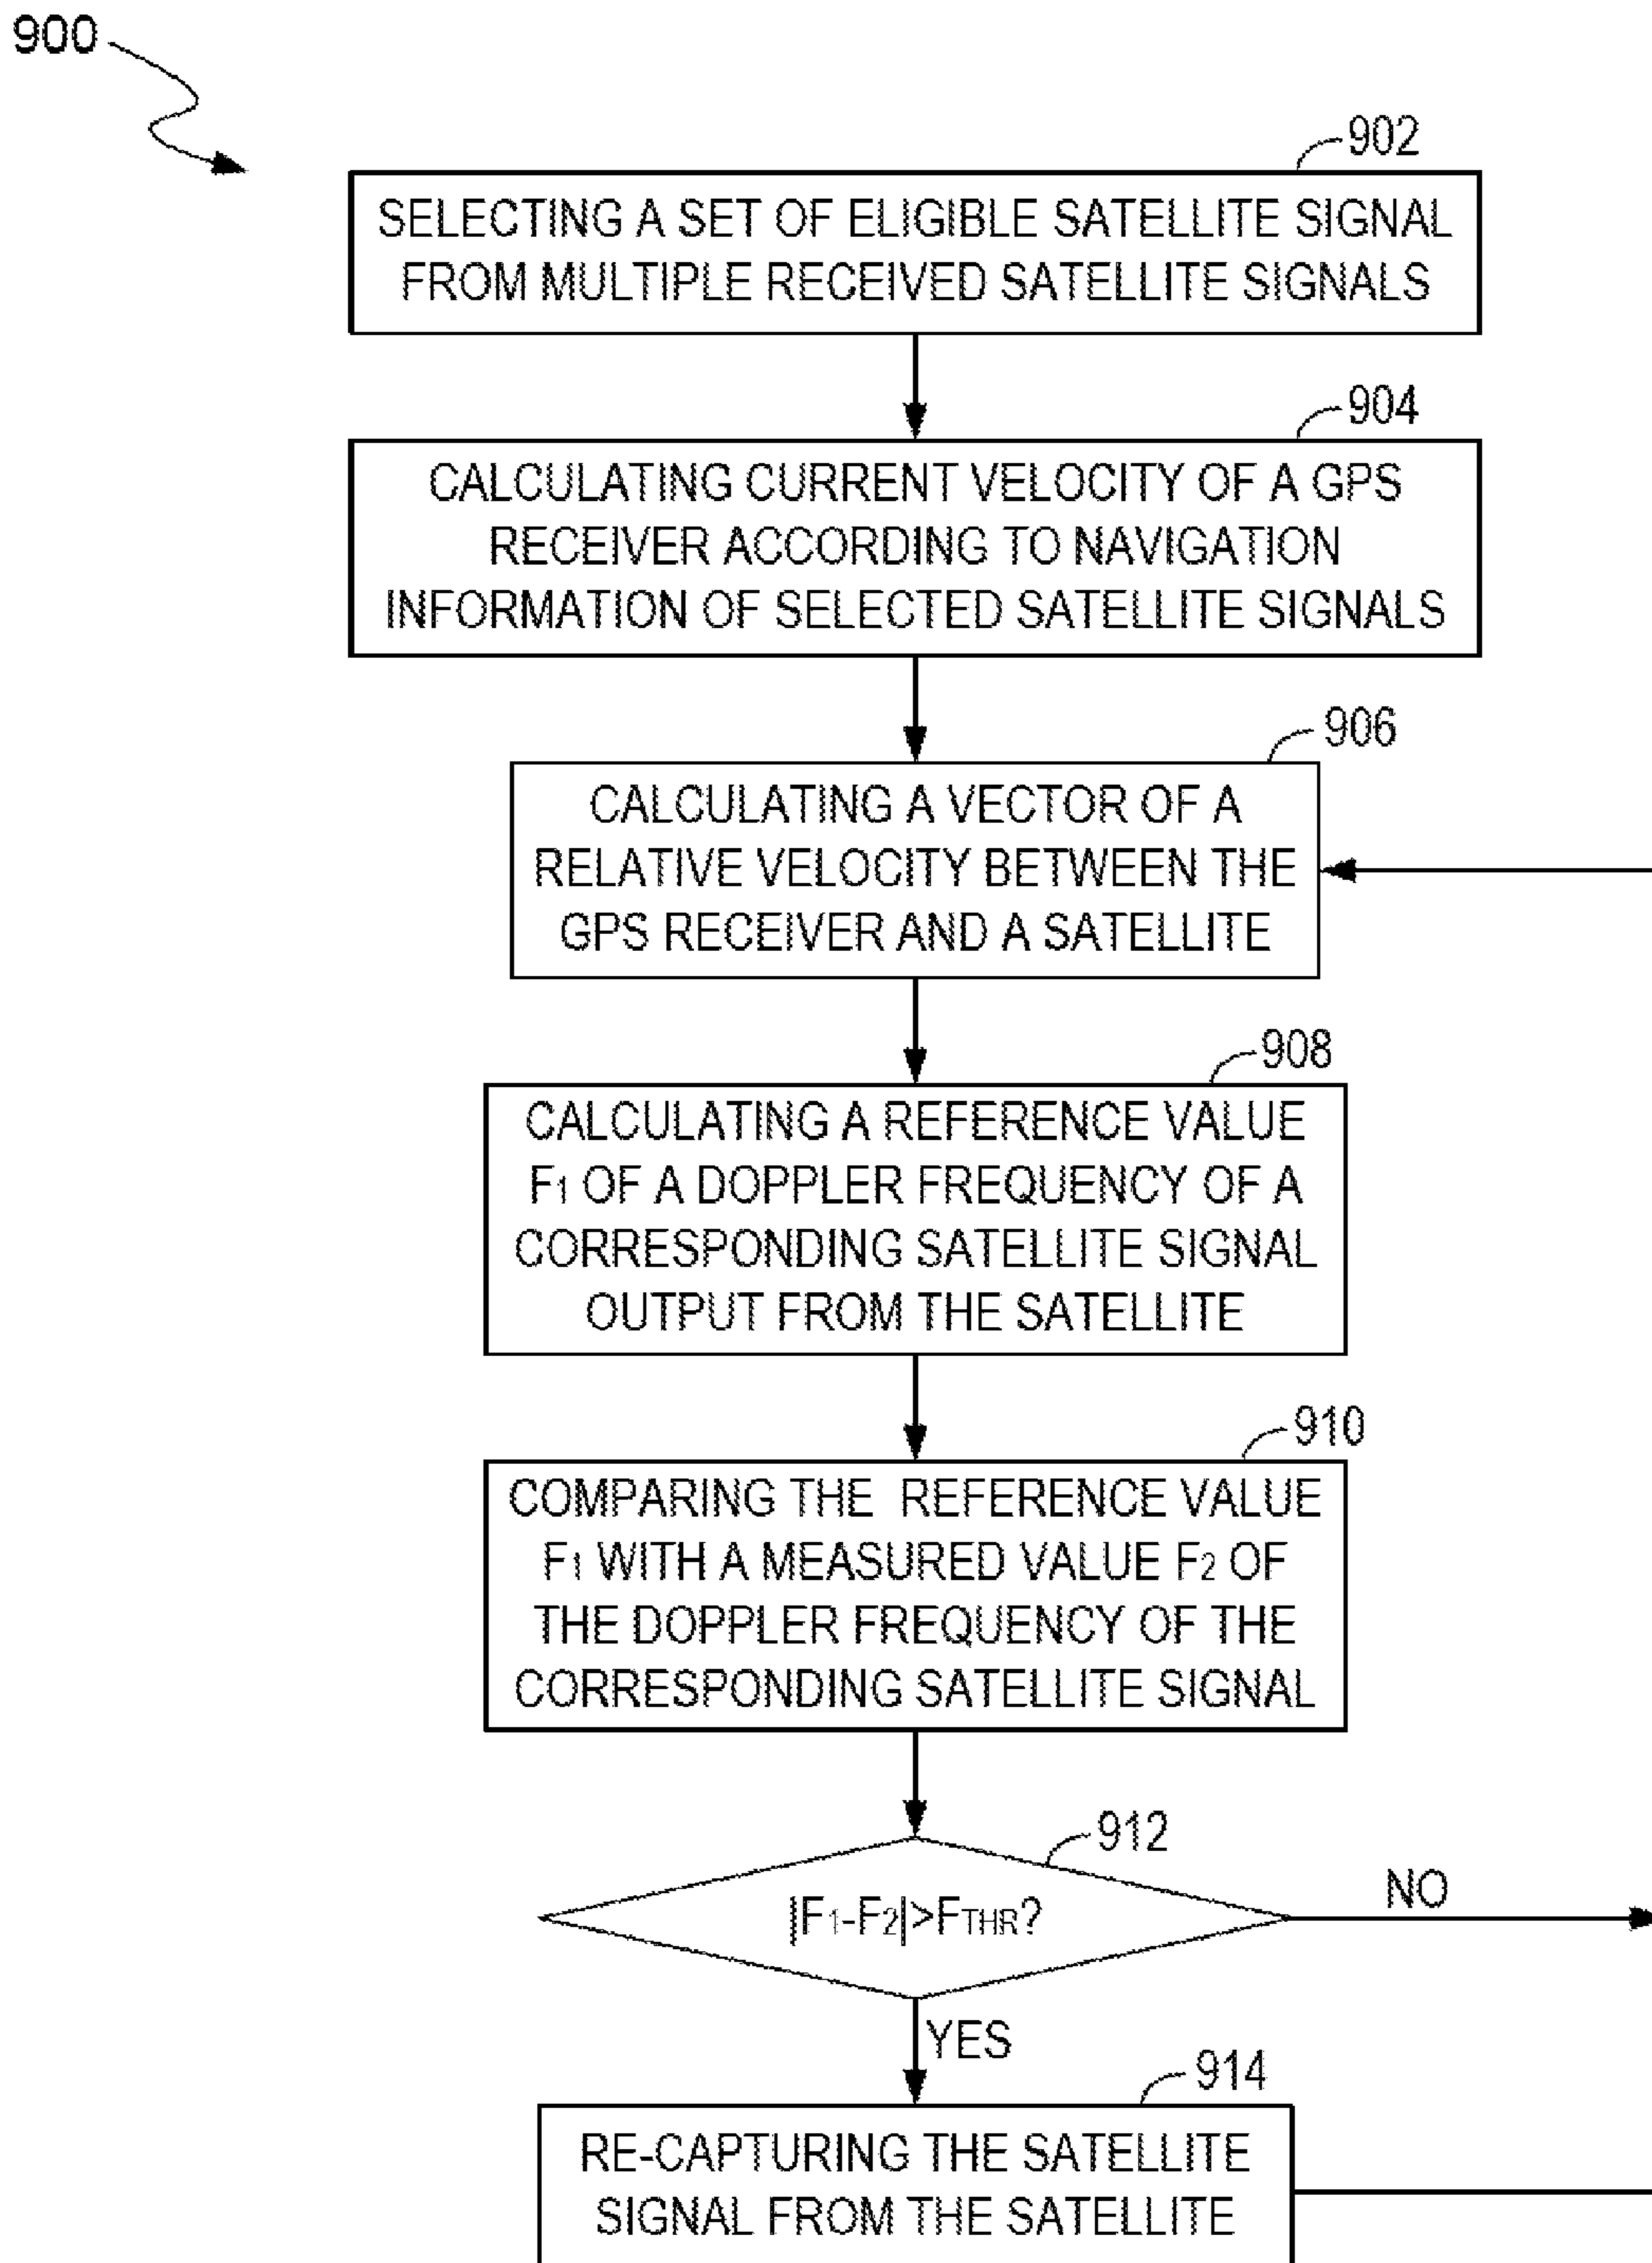 900
902
SELECTING A SET OF ELIGIBLE SATELLITE SIGNAL
FROM MULTIPLE RECEIVED SATELLITE SIGNALS
904
CALCULATING CURRENT VELOCITY OF A GPS
RECEIVER ACCORDING TO NAVIGATION
INFORMATION OF SELECTED SATELLITE SIGNALS
906
CALCULATING A VECTOR OF A
RELATIVE VELOCITY BETWEEN THE
GPS RECEIVER AND A SATELLITE
908
CALCULATING A REFERENCE VALUE
F1 OF A DOPPLER FREQUENCY OF A
CORRESPONDING SATELLITE SIGNAL
OUTPUT FROM THE SATELLITE
910
COMPARING THE REFERENCE VALUE
F1 WITH A MEASURED VALUE F2 OF
THE DOPPLER FREQUENCY OF THE
CORRESPONDING SATELLITE SIGNAL
912
|F1-F2|>FTHR?
NO
YES
914
RE-CAPTURING THE SATELLITE
SIGNAL FROM THE SATELLITE